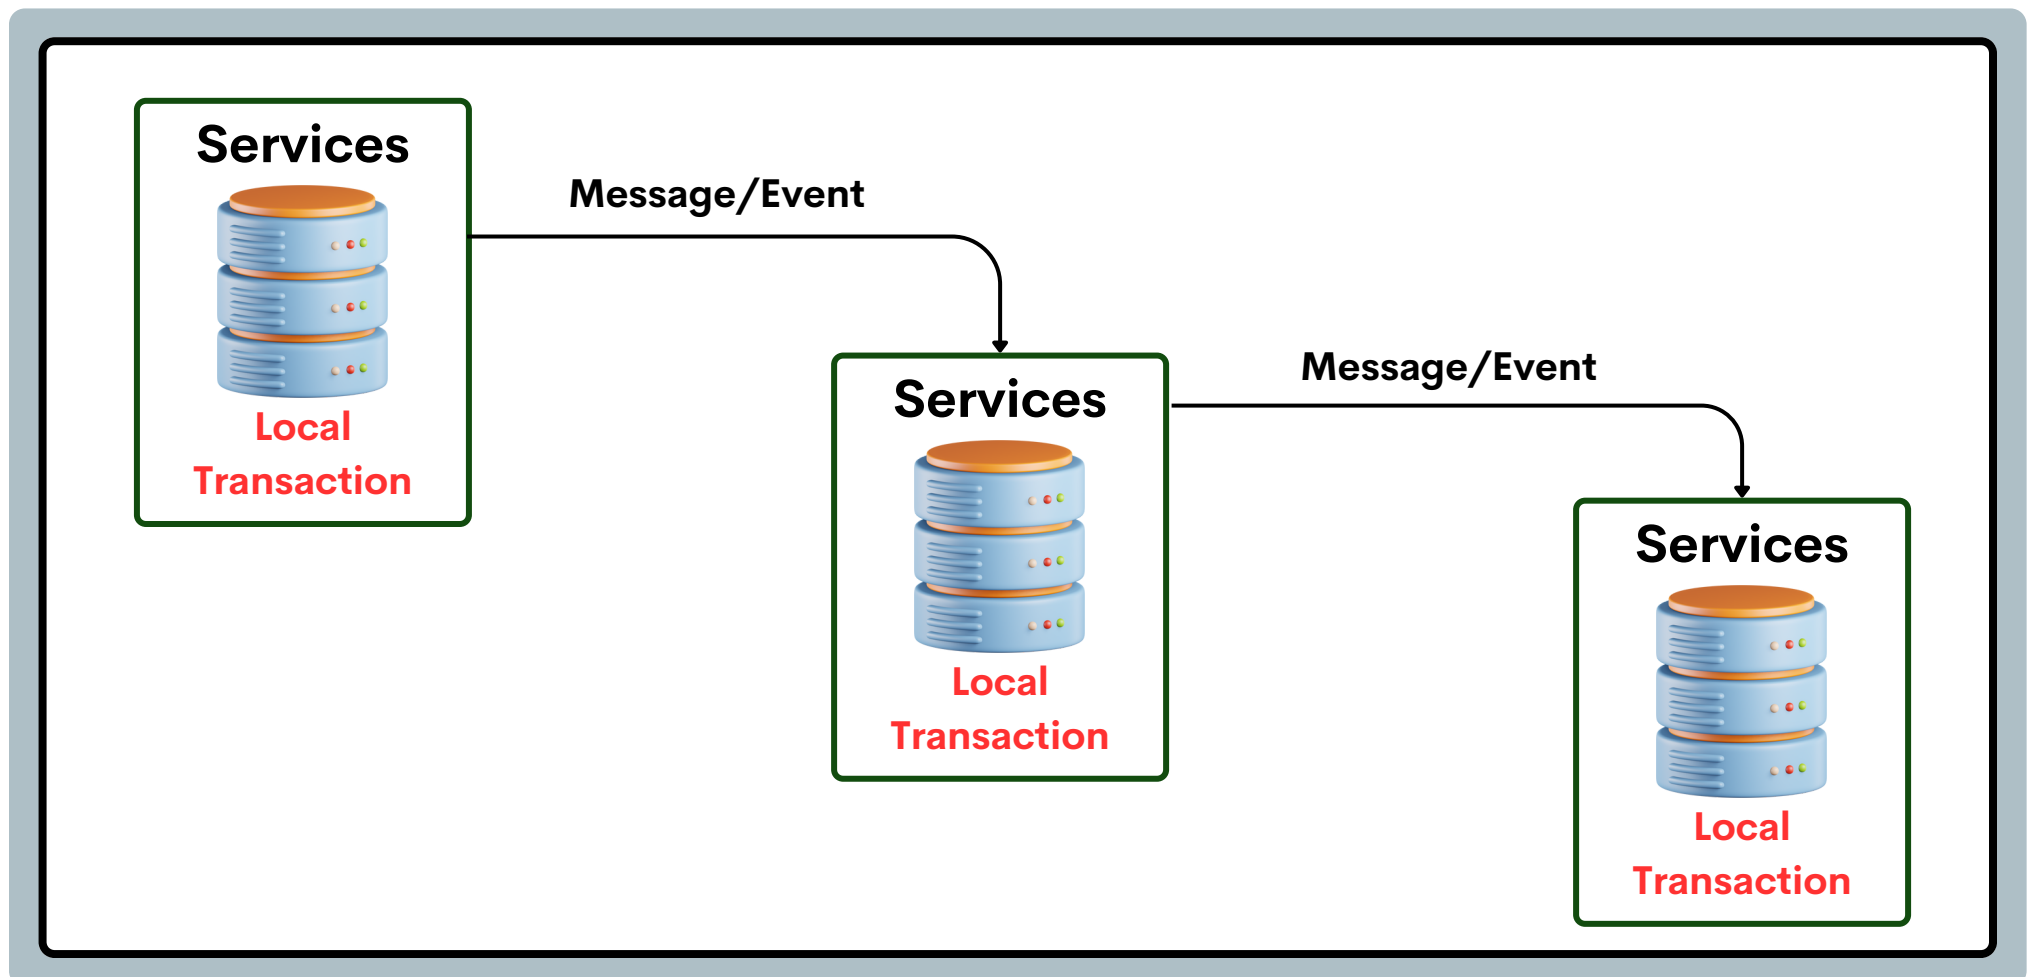 Services
Local
Transaction
Message/Event
Services
Local
Transaction
Message/Event
Services
Local
Transaction